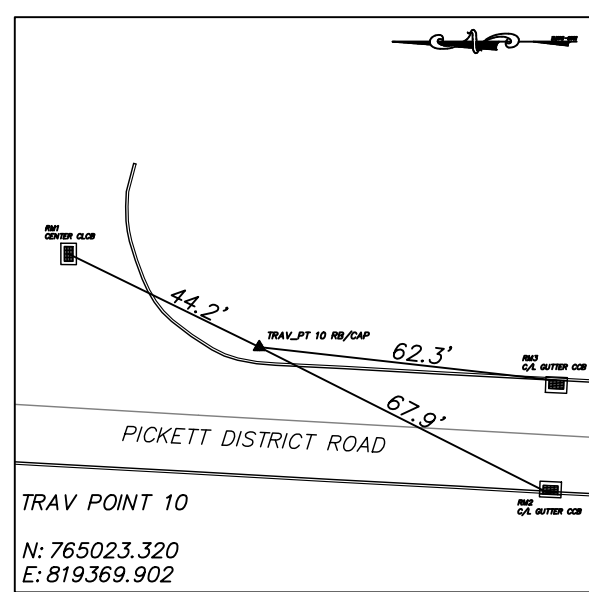 RM1
CENTER CLCB
44.2'
TRAV_PT 10 RB/CAP
62.3'
RM3
C/L GUTTER CCB
67.9'
PICKETT DISTRICT ROAD
RM2
C/L GUTTER CCB
TRAV POINT 10
N: 765023.320
E: 819369.902